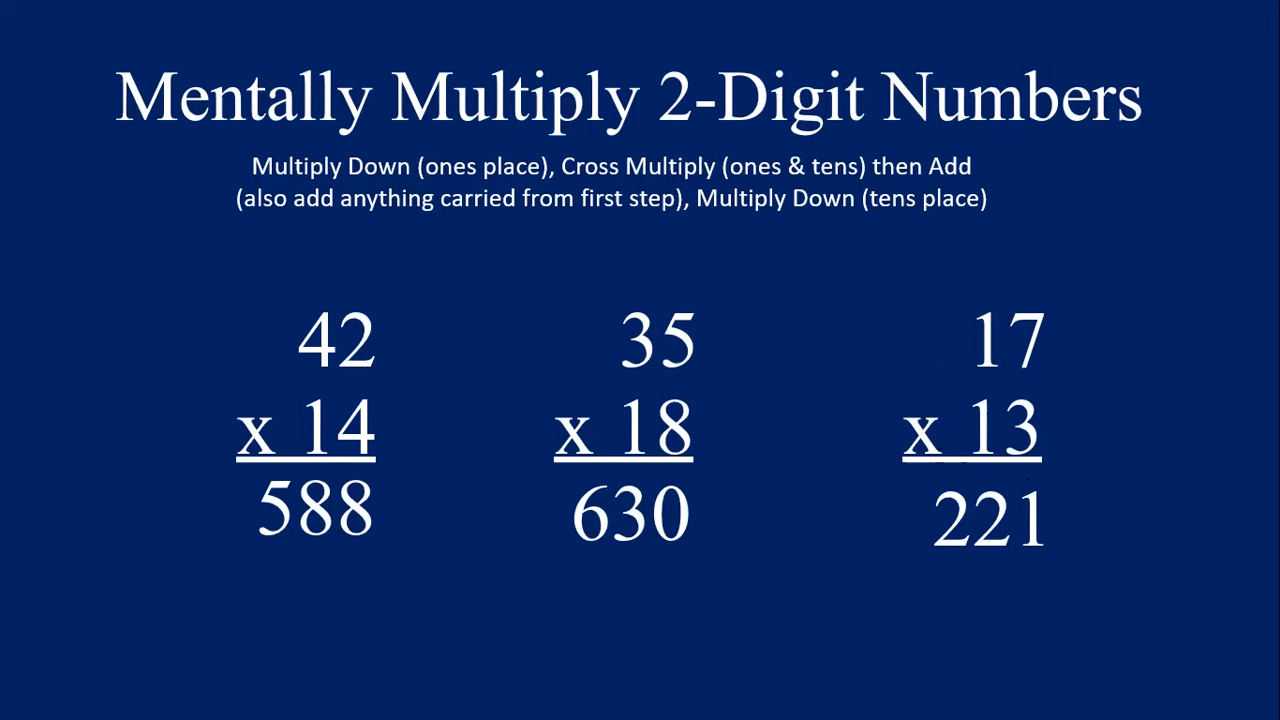 Mentally Multiply 2-Digit Numbers
Multiply Down (ones place), Cross Multiply (ones & tens) then Add
(also add anything carried from first step), Multiply Down (tens place)
42
x 14
588
35
x 18
630
17
x 13
221